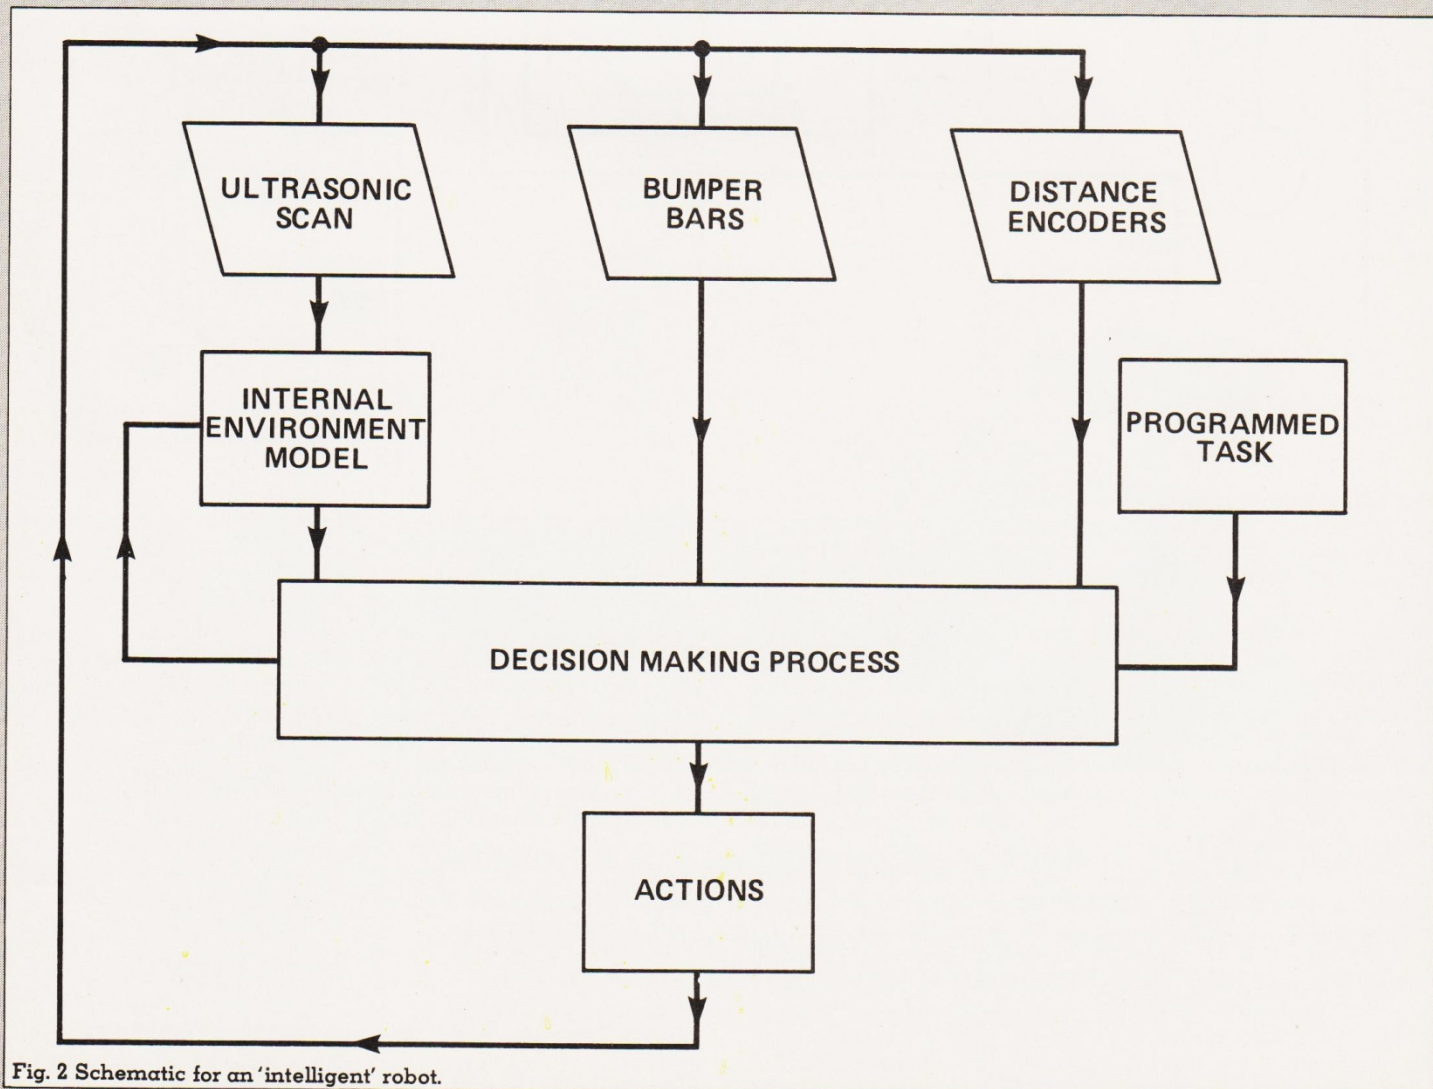 ULTRASONIC
SCAN
BUMPER
BARS
DISTANCE
ENCODERS
INTERNAL
ENVIRONMENT
MODEL
PROGRAMMED
TASK
DECISION MAKING PROCESS
ACTIONS
Fig. 2 Schematic for an 'intelligent' robot.